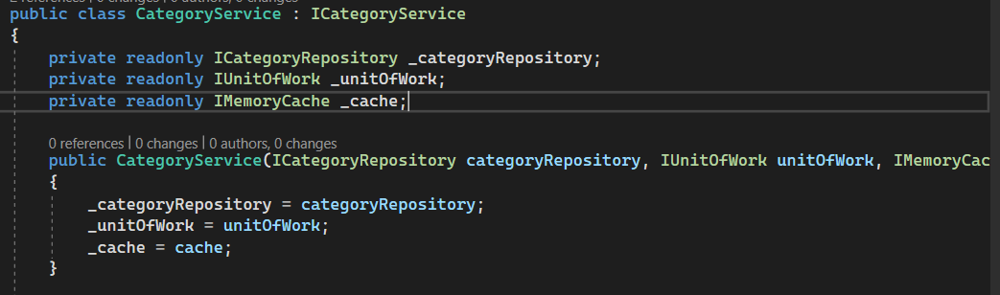 2 references | 0 changes | 0 authors, 0 changes
public class CategoryService : ICategoryService
{
private readonly ICategoryRepository _categoryRepository;
private readonly IUnitOfWork _unitOfWork;
private readonly IMemoryCache _cache;
0 references | 0 changes | 0 authors, 0 changes
public CategoryService(ICategoryRepository categoryRepository, IUnitOfWork unitOfWork, IMemoryCac
{
_categoryRepository = categoryRepository;
_unitOfWork = unitOfWork;
_cache = cache;
}